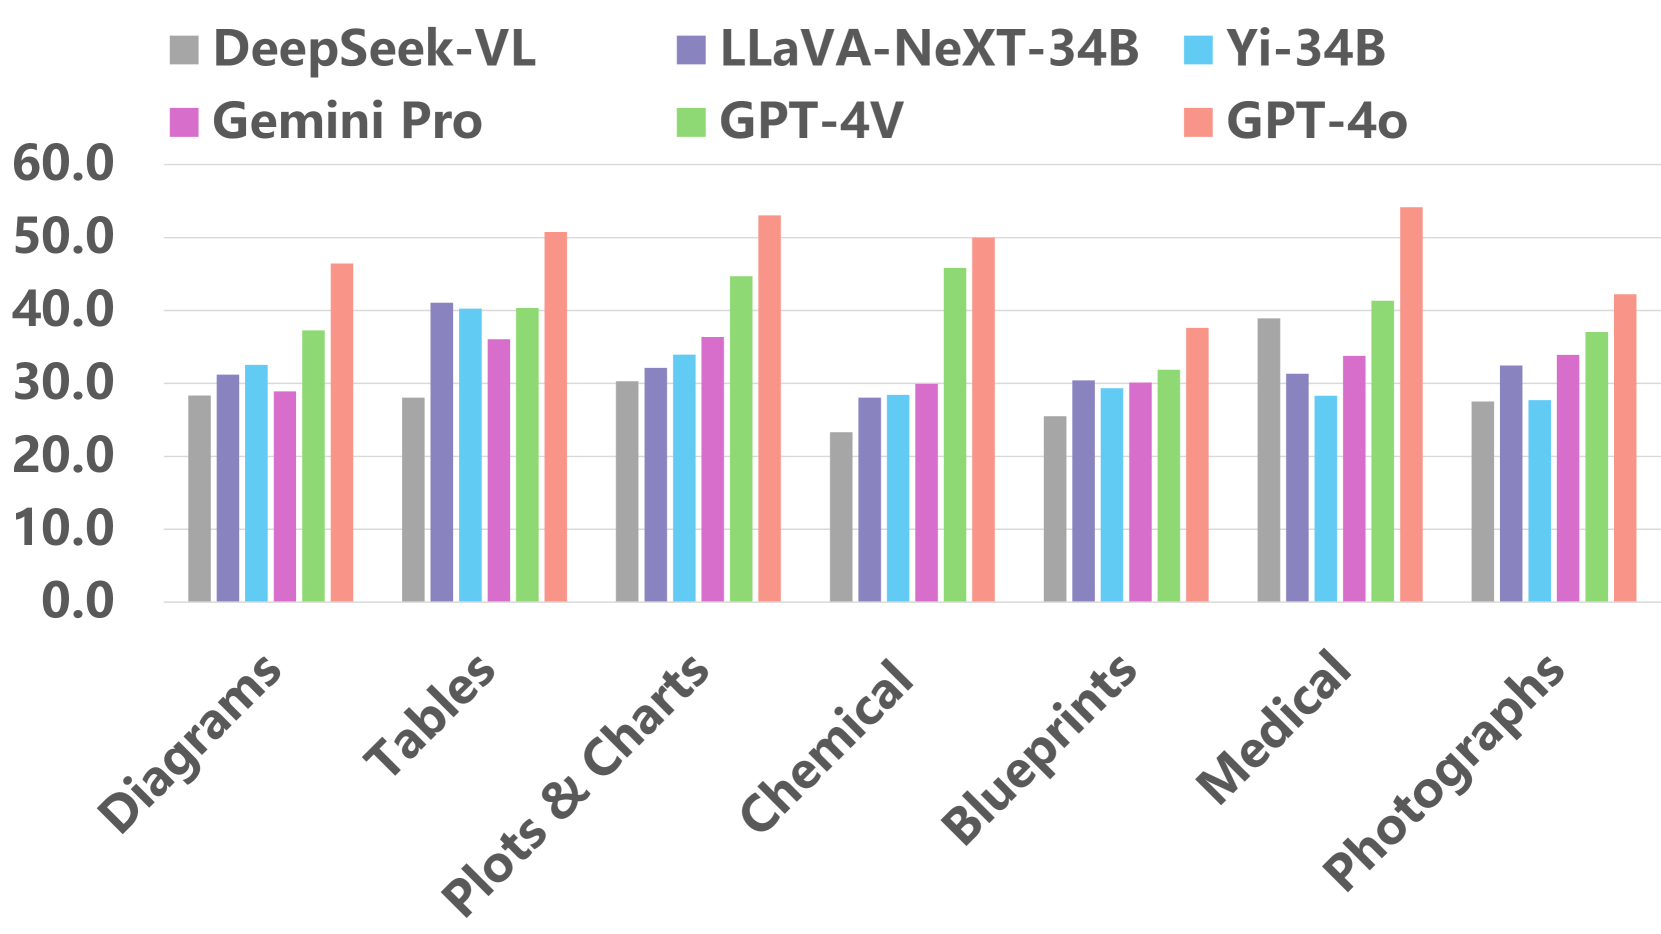 DeepSeek-VL LLaVA-NeXT-34B Yi-34B
Gemini Pro GPT-4V GPT-4o
60.0
50.0
40.0
30.0
20.0
10.0
0.0
Diagrams
Tables
Plots & Charts
Chemical
Blueprints
Medical
Photographs